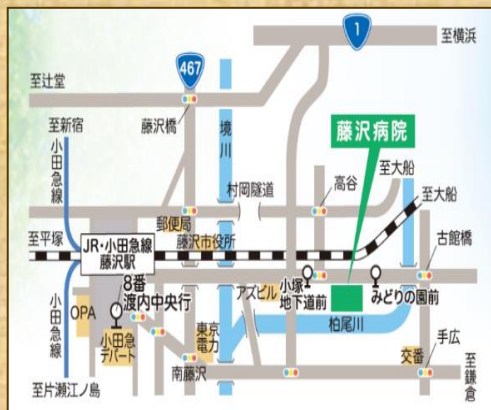 1
至横浜
467
至辻堂
藤沢橋
境川
至新宿
小田急線
藤沢病院
至大船
村岡隧道
高谷
至大船
郵便局
至平塚
JR・小田急線
藤沢駅
藤沢市役所
古館橋
8番
渡内中央行
アズビル
小塚
地下道前
みどりの園前
OPA
小田急
デパート
東京
電力
柏尾川
小田急線
南藤沢
交番
手広
至片瀬江ノ島
至鎌倉